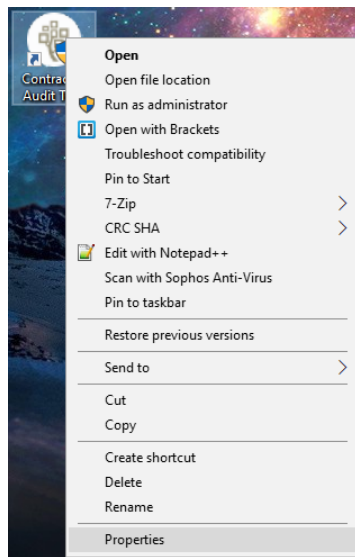 Contrac
Audit T
Open
Open file location
Run as administrator
Open with Brackets
Troubleshoot compatibility
Pin to Start
7-Zip
CRC SHA
Edit with Notepad++
Scan with Sophos Anti-Virus
Pin to taskbar
Restore previous versions
Send to
Cut
Copy
Create shortcut
Delete
Rename
Properties